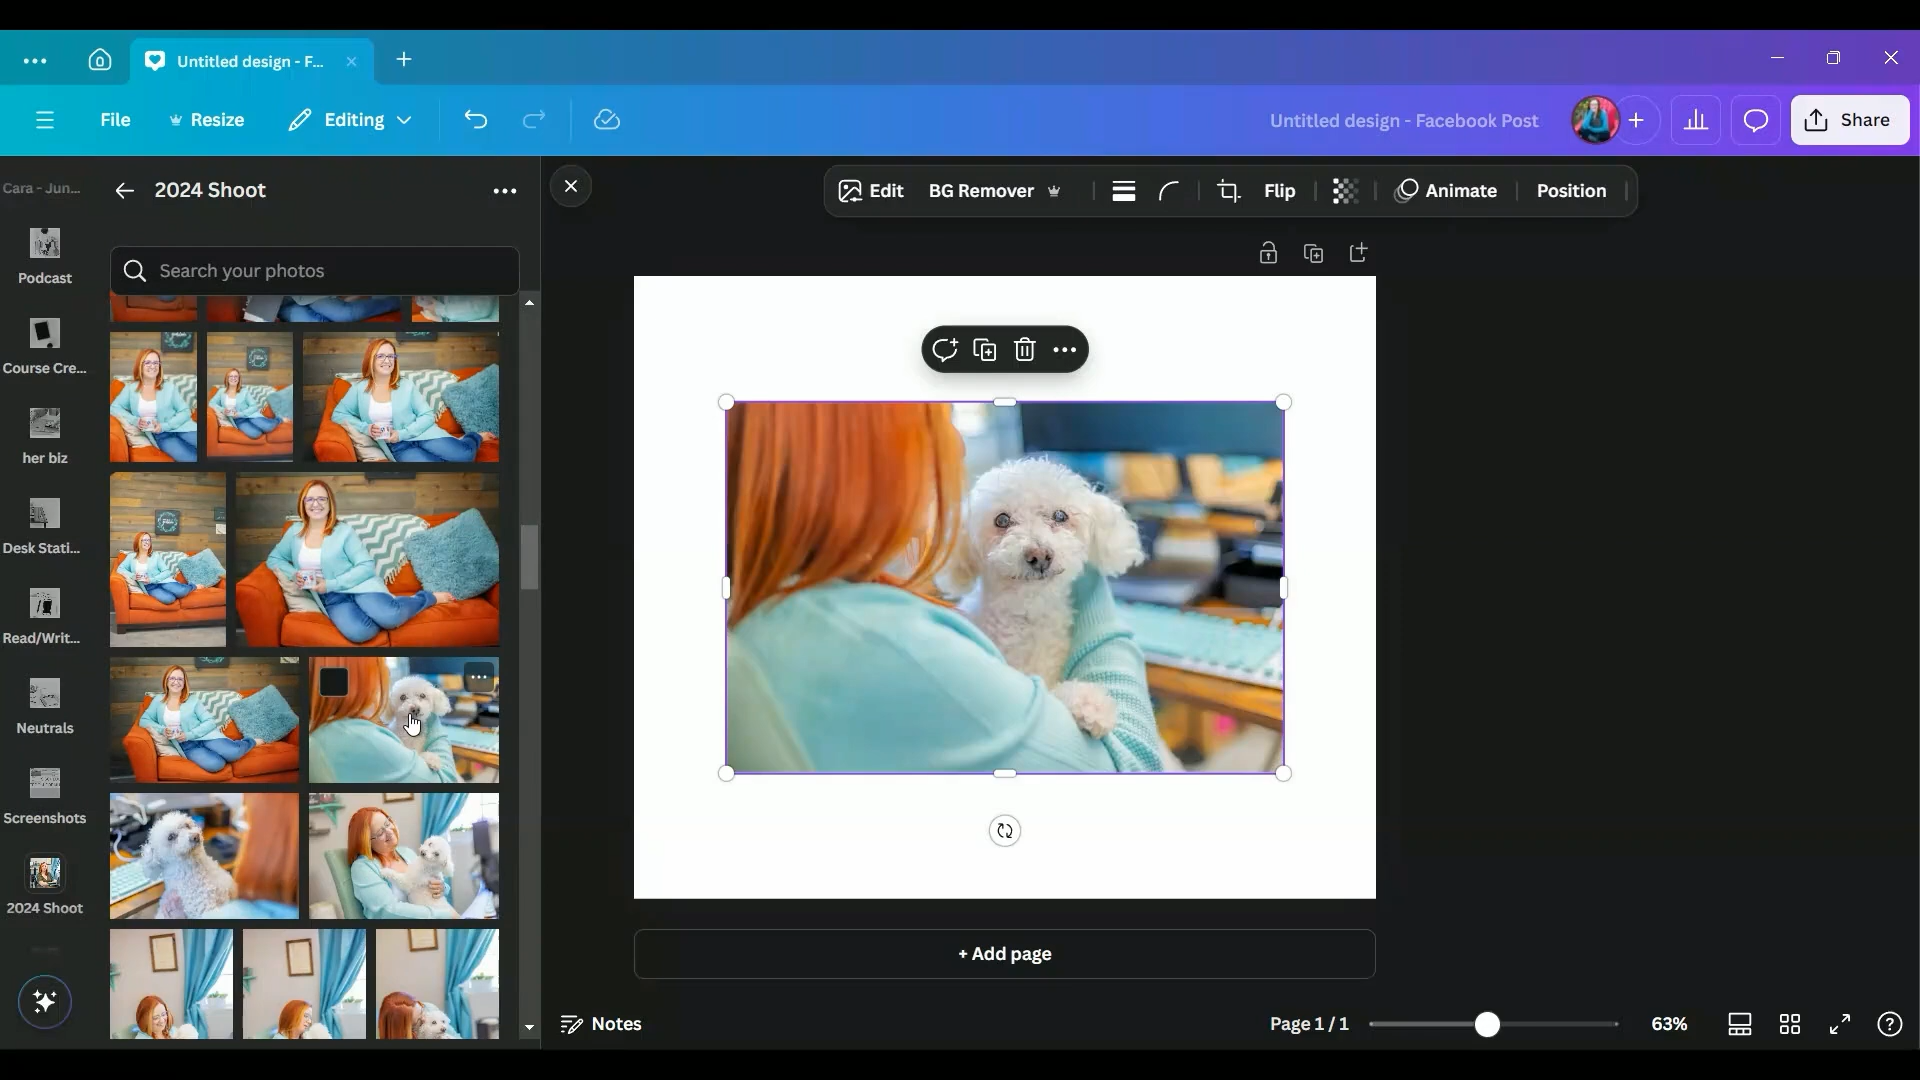 Untitled design - F...
File
Resize
Editing
Untitled design - Facebook Post
Share
Cara - Jun...
2024 Shoot
Edit
BG Remover
Flip
Animate
Position
Search your photos
Podcast
Course Cre...
her biz
Desk Stati...
Read/Writ...
Neutrals
Screenshots
2024 Shoot
+ Add page
Notes
Page 1 / 1
63%